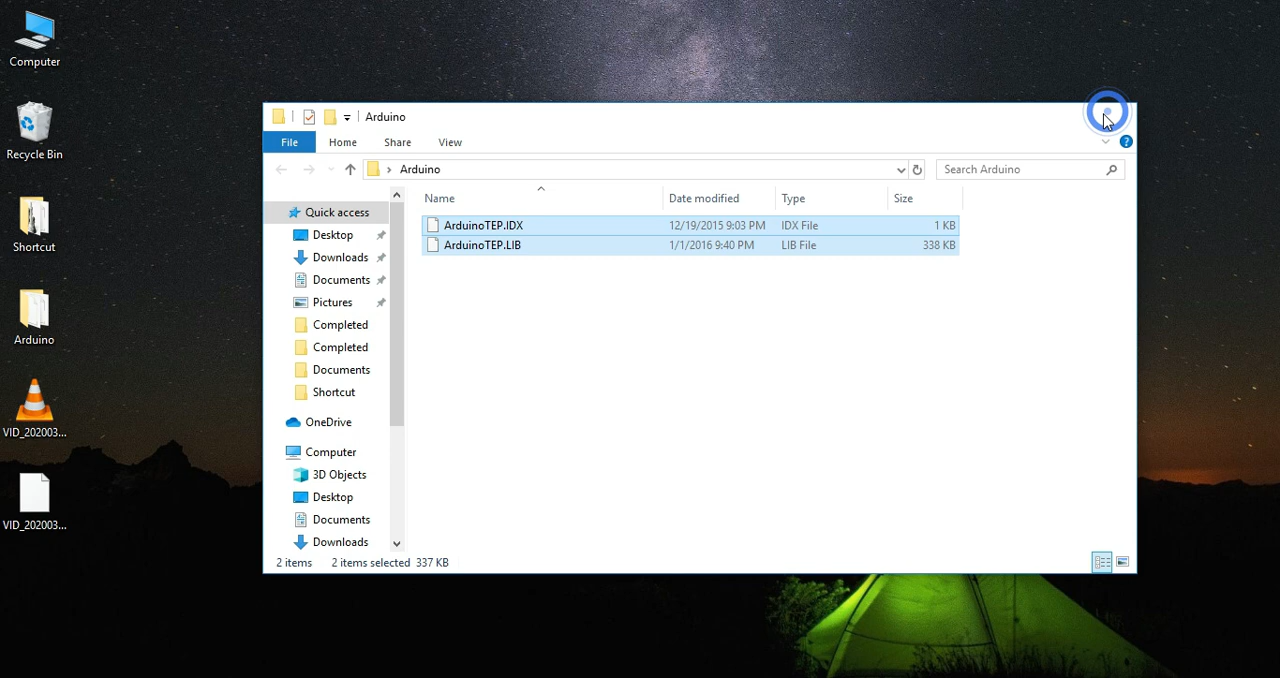 Computer
Recycle Bin
Shortcut
Arduino
VID_202003...
VID_202003...
Arduino
File Home Share View
Arduino
Search Arduino
Name Date modified Type Size
ArduinoTEP.IDX 12/19/2015 9:03 PM IDX File 1 KB
ArduinoTEP.LIB 1/1/2016 9:40 PM LIB File 338 KB
Quick access
Desktop
Downloads
Documents
Pictures
Completed
Completed
Documents
Shortcut
OneDrive
Computer
3D Objects
Desktop
Documents
Downloads
2 items 2 items selected 337 KB